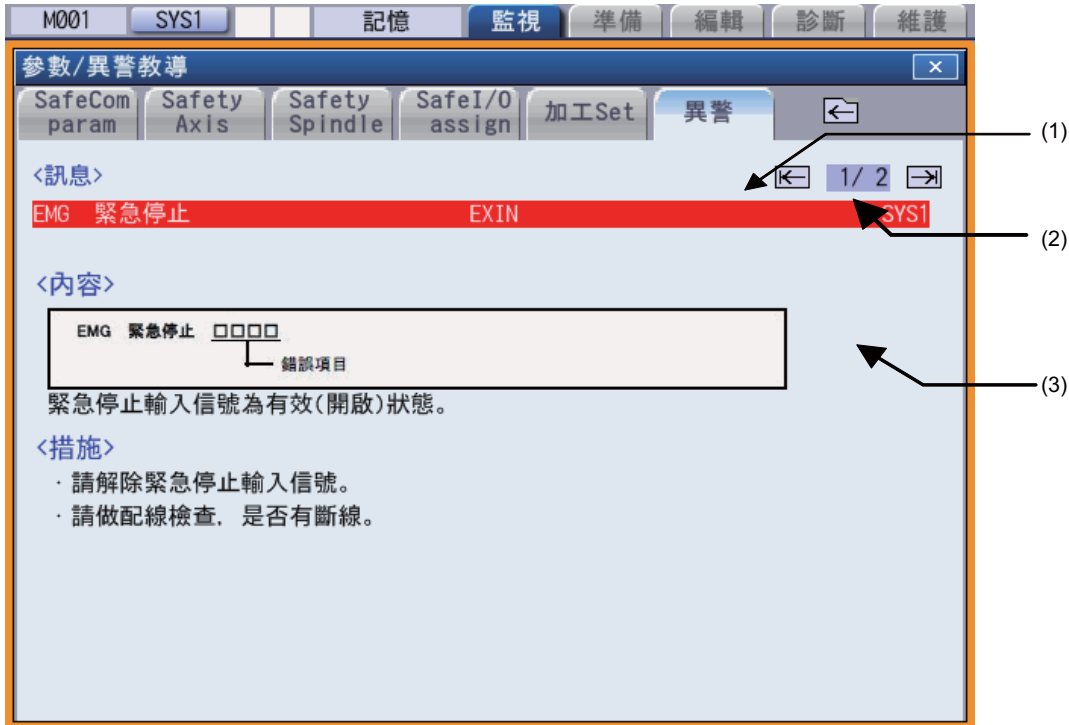 M001 SYS1 記憶 監視 準備 編輯 診斷 維護
參數/異警教導 ×
SafeCom param Safety Axis Safety Spindle SafeI/O assign 加工Set 異警
(1)
<訊息> 1/ 2
EMG 緊急停止 EXIN SYS1
(2)
<內容>
EMG 緊急停止 □□□□
錯誤項目
(3)
緊急停止輸入信號為有效(開啟)狀態。
<措施>
·請解除緊急停止輸入信號。
·請做配線檢查, 是否有斷線。